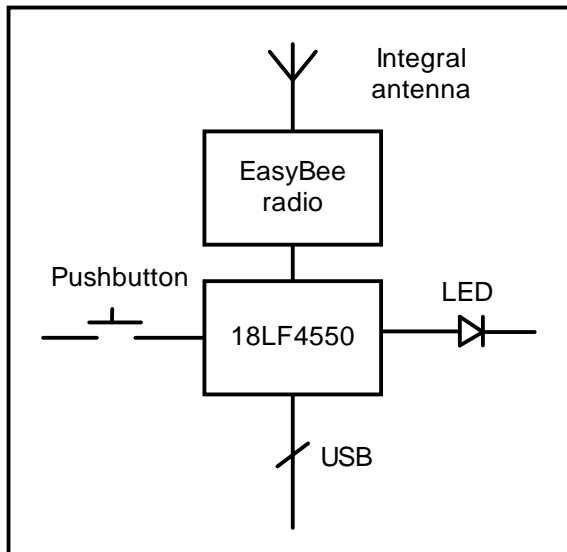 Integral
antenna
EasyBee
radio
Pushbutton
LED
18LF4550
USB